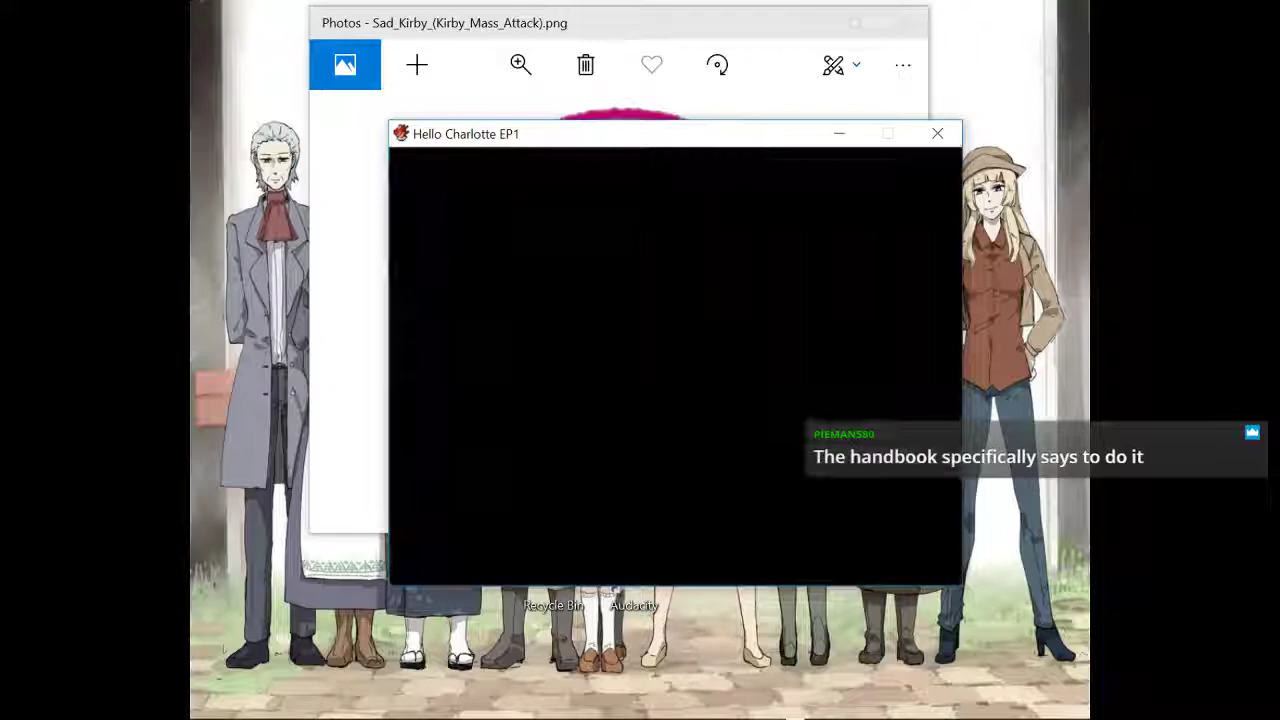 Photos - Sad_Kirby_(Kirby_Mass_Attack).png
Hello Charlotte EP1
PIEMANS80
The handbook specifically says to do it
Recycle Bin
Audacity